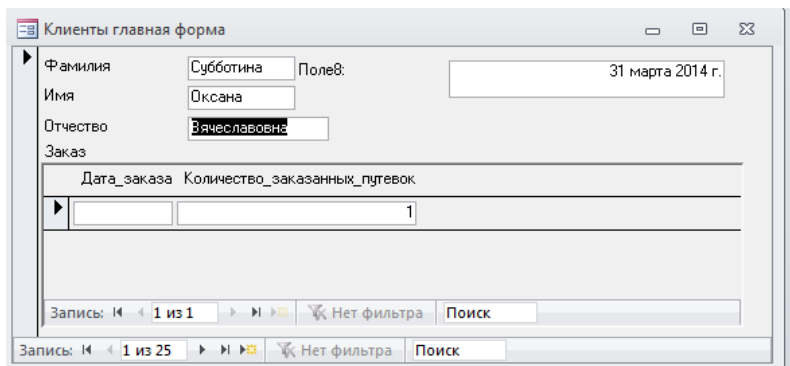 Клиенты главная форма
Фамилия Субботина Поле8: 31 марта 2014 г.
Имя Оксана
Отчество Вячеславовна
Заказ
Дата_заказа Количество_заказанных_путевок
1
Запись: 1 из 1 Нет фильтра Поиск
Запись: 1 из 25 Нет фильтра Поиск